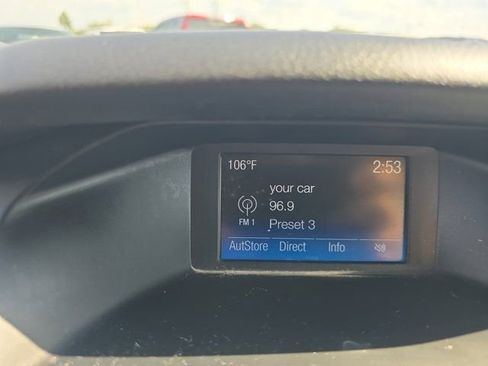 106°F 2:53
your car
96.9
FM 1 Preset 3
AutoStore Direct Info